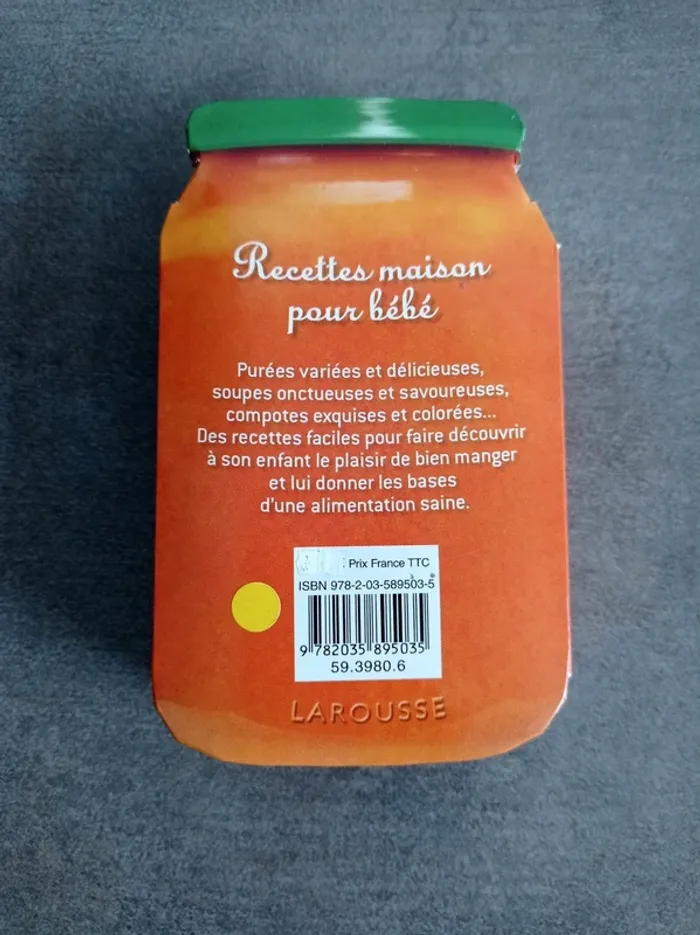 Recettes maison
pour bébé
Purées variées et délicieuses,
soupes onctueuses et savoureuses,
compotes exquises et colorées...
Des recettes faciles pour faire découvrir
à son enfant le plaisir de bien manger
et lui donner les bases
d'une alimentation saine.
Prix France TTC
ISBN 978-2-03-589503-5
9 782035 895035
59.3980.6
LAROUSSE